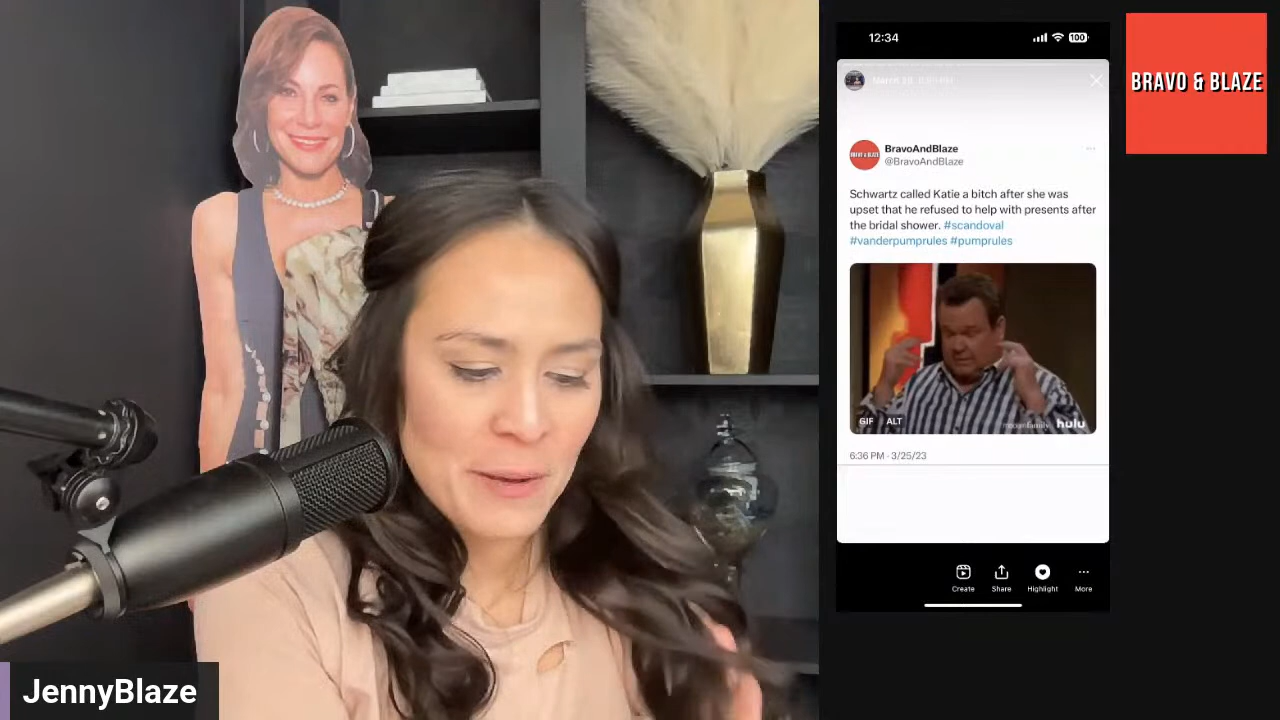 12:34
100
BRAVO & BLAZE
BravoAndBlaze
@BravoAndBlaze
Schwartz called Katie a bitch after she was
upset that he refused to help with presents after
the bridal shower. #scandoval
#vanderpumprules #pumprules
GIF ALT
hulu
6:36 PM · 3/25/23
Create Share Highlight More
JennyBlaze